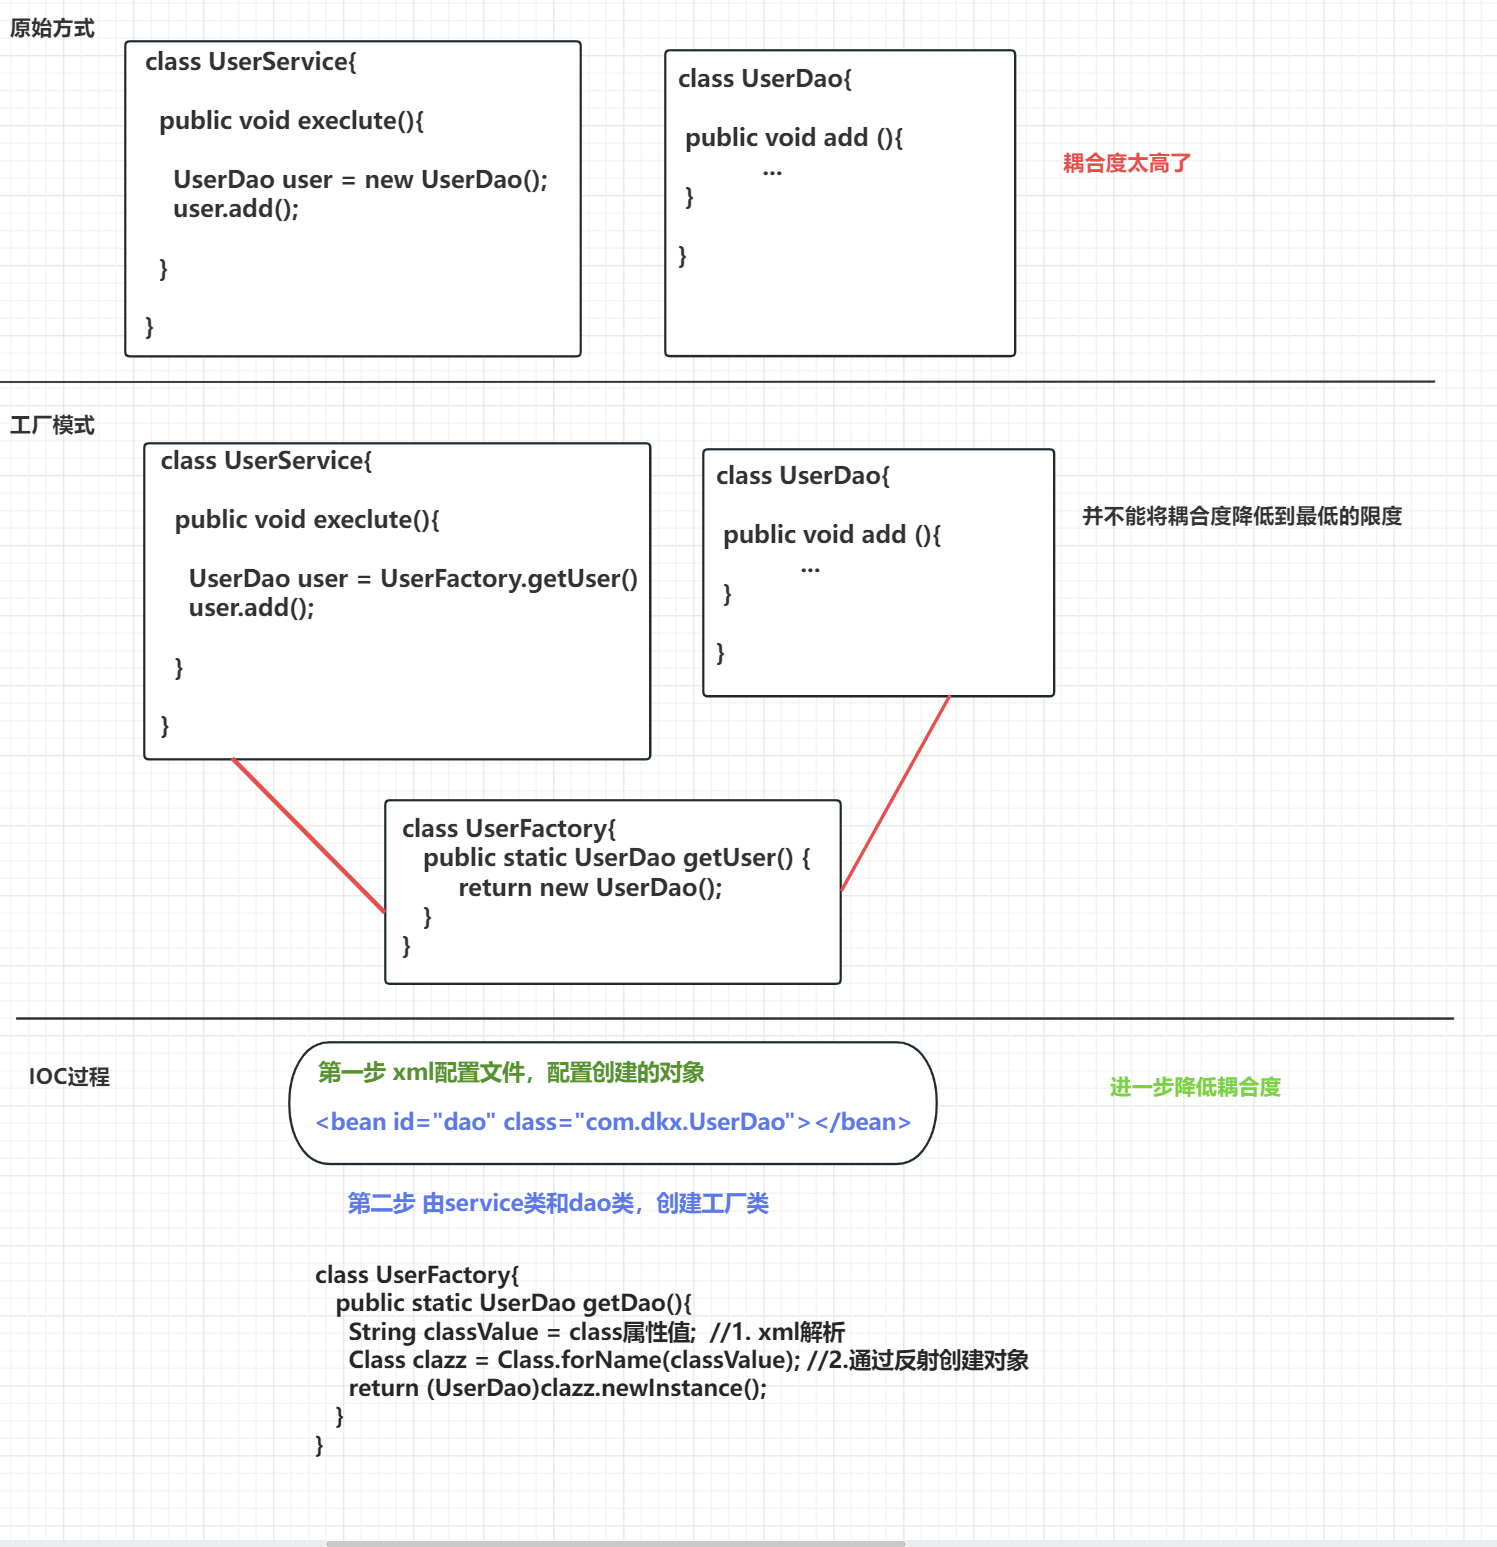 原始方式
class UserService{
public void execlute(){
UserDao user = new UserDao();
user.add();
}
}
class UserDao{
public void add (){
...
}
}
耦合度太高了
工厂模式
class UserService{
public void execlute(){
UserDao user = UserFactory.getUser()
user.add();
}
}
class UserDao{
public void add (){
...
}
}
并不能将耦合度降低到最低的限度
class UserFactory{
public static UserDao getUser() {
return new UserDao();
}
}
IOC过程
第一步 xml配置文件，配置创建的对象
<bean id="dao" class="com.dkx.UserDao"></bean>
进一步降低耦合度
第二步 由service类和dao类，创建工厂类
class UserFactory{
public static UserDao getDao(){
String classValue = class属性值; //1. xml解析
Class clazz = Class.forName(classValue); //2.通过反射创建对象
return (UserDao)clazz.newInstance();
}
}